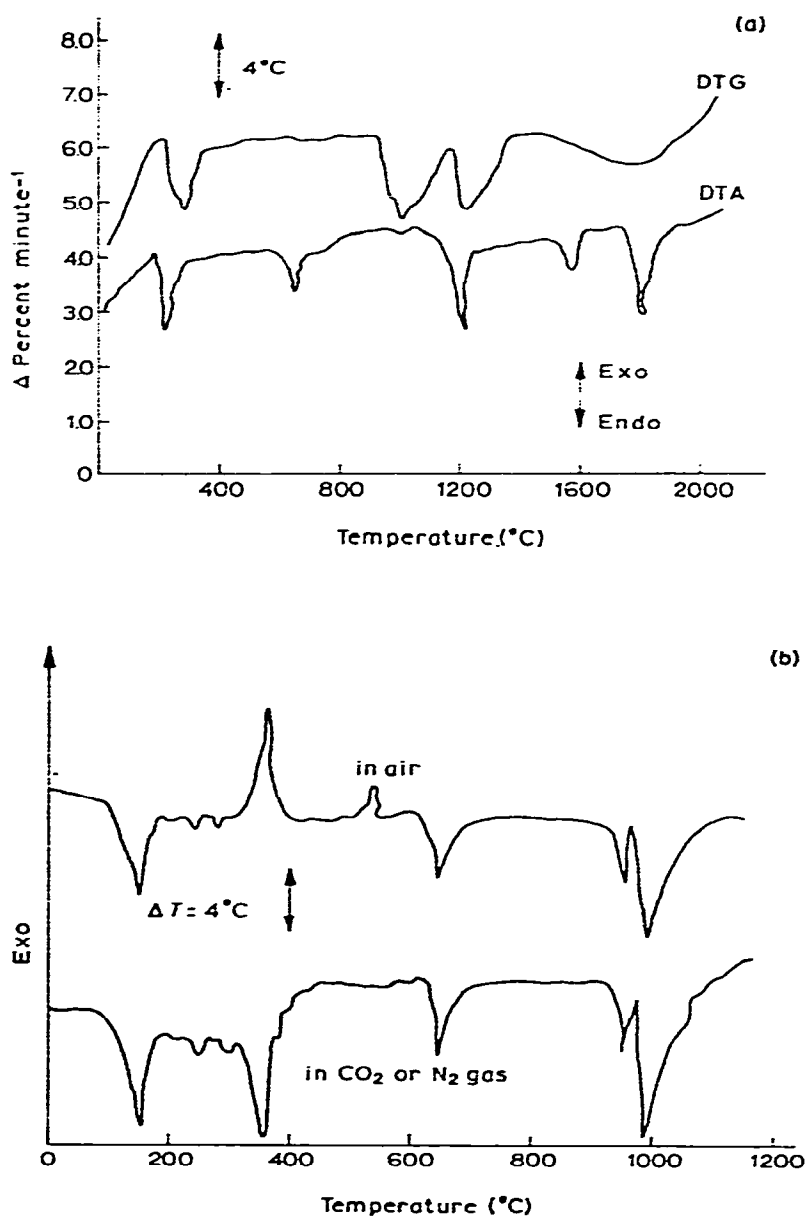 (a)
8.0
4°C
7.0
DTG
6.0
5.0
DTA
4.0
3.0
Δ Percent minute⁻¹
2.0
Exo
1.0
Endo
0
400 800 1200 1600 2000
Temperature (°C)
(b)
in air
ΔT = 4°C
Exo
in CO₂ or N₂ gas
0 200 400 600 800 1000 1200
Temperature (°C)